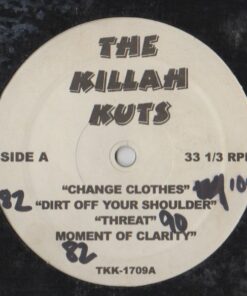 THE
KILLAH
KUTS
SIDE A 33 1/3 RP
"CHANGE CLOTHES"
82 "DIRT OFF YOUR SHOULDER"
"THREAT" 90
MOMENT OF CLARITY"
82
TKK-1709A